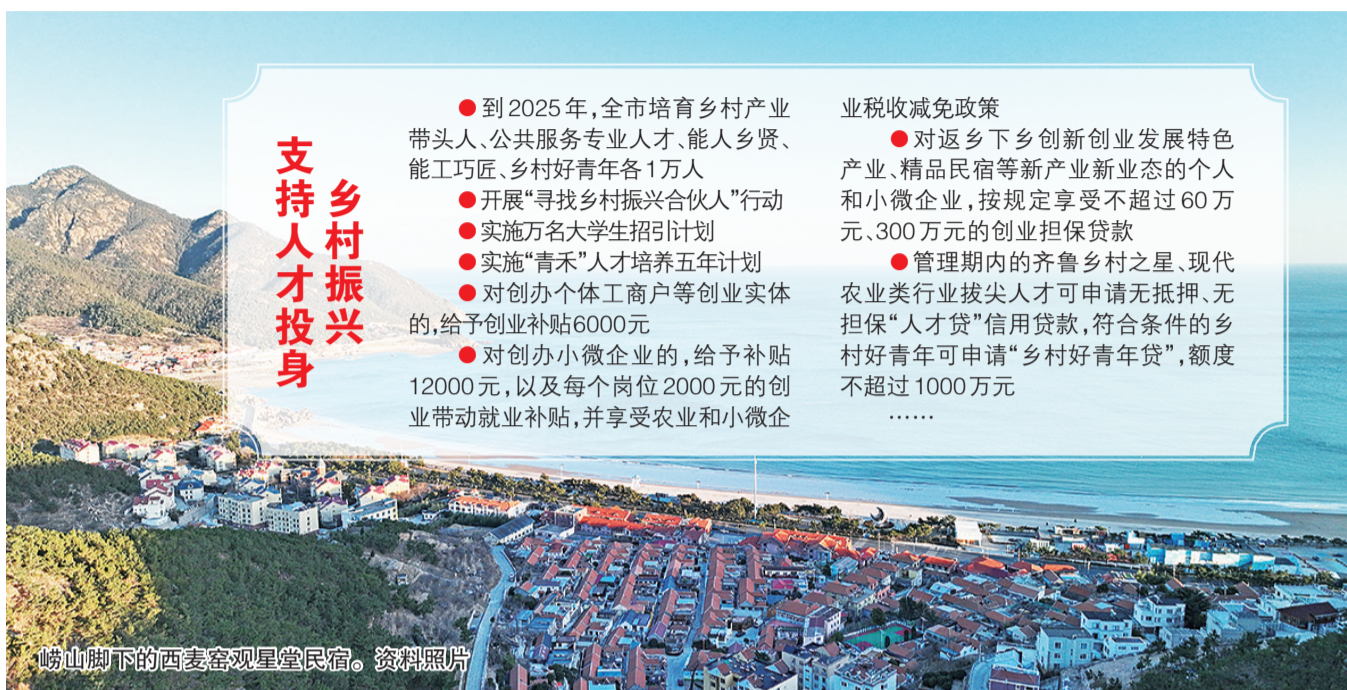 支持人才投身
乡村振兴
●到2025年，全市培育乡村产业
带头人、公共服务专业人才、能人乡贤、
能工巧匠、乡村好青年各1万人
●开展“寻找乡村振兴合伙人”行动
●实施万名大学生招引计划
●实施“青禾”人才培养五年计划
●对创办个体工商户等创业实体
的，给予创业补贴6000元
●对创办小微企业的，给予补贴
12000元，以及每个岗位2000元的创
业带动就业补贴，并享受农业和小微企
业税收减免政策
●对返乡下乡创新创业发展特色
产业、精品民宿等新产业新业态的个人
和小微企业，按规定享受不超过60万
元、300万元的创业担保贷款
●管理期内的齐鲁乡村之星、现代
农业类行业拔尖人才可申请无抵押、无
担保“人才贷”信用贷款，符合条件的乡
村好青年可申请“乡村好青年贷”，额度
不超过1000万元
……
崂山脚下的西麦窑观星堂民宿。资料照片